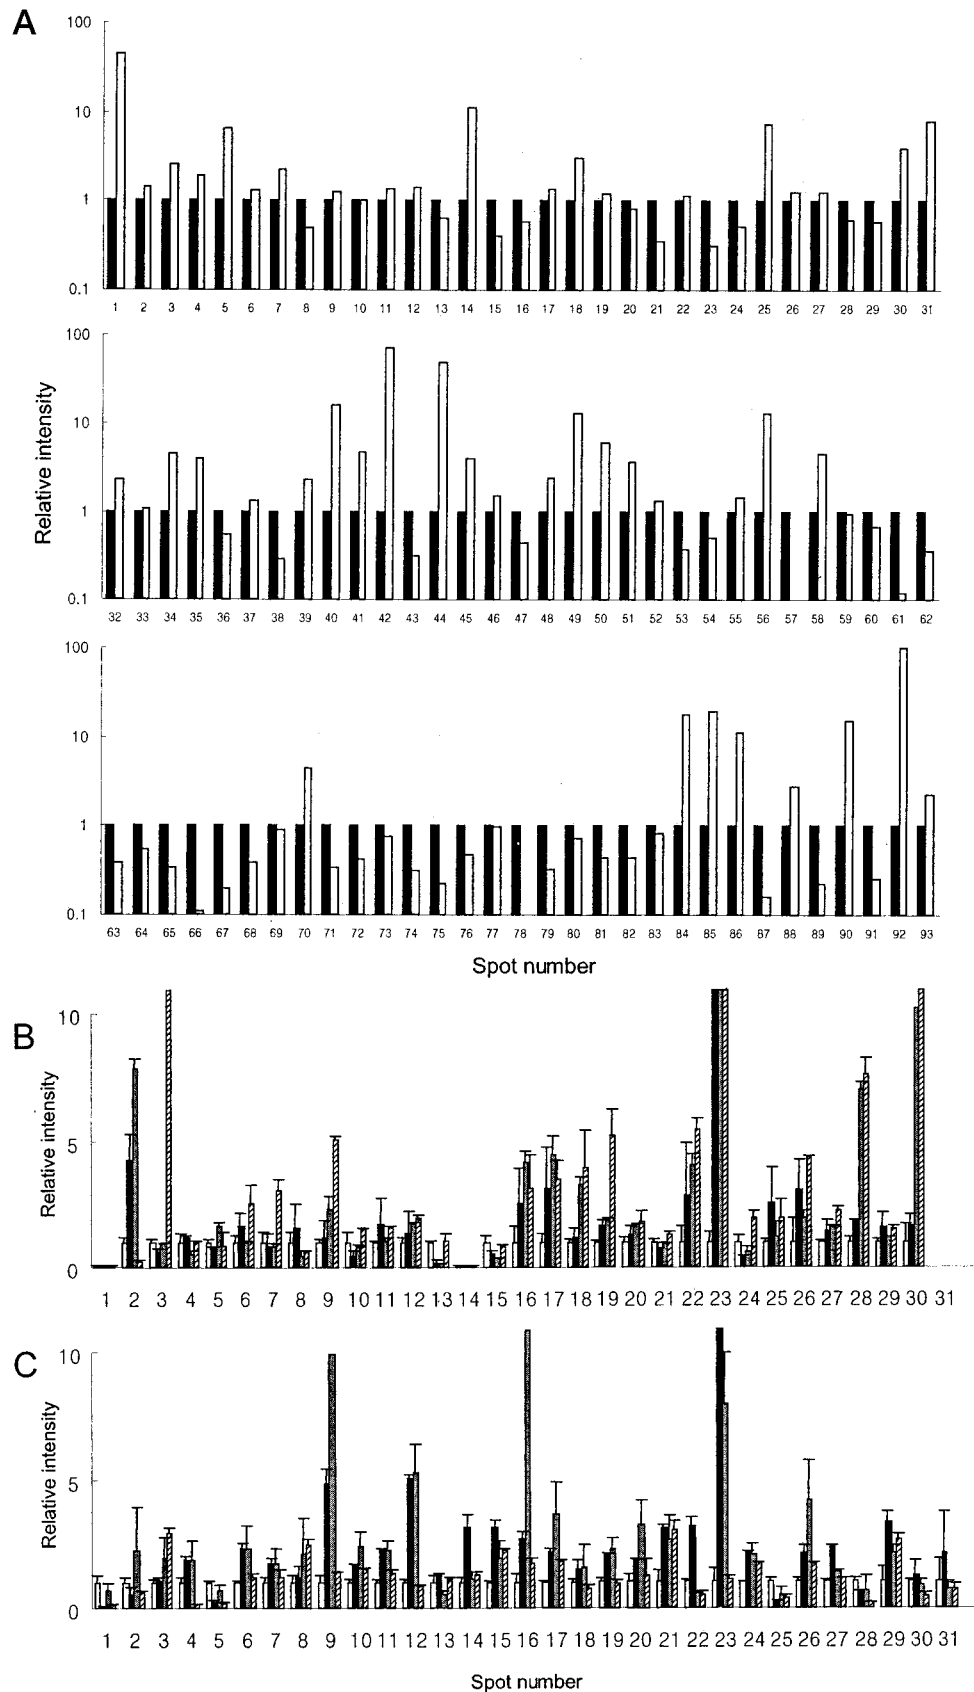 A
100
10
1
0.1
1 2 3 4 5 6 7 8 9 10 11 12 13 14 15 16 17 18 19 20 21 22 23 24 25 26 27 28 29 30 31
Relative intensity
100
10
1
0.1
32 33 34 35 36 37 38 39 40 41 42 43 44 45 46 47 48 49 50 51 52 53 54 55 56 57 58 59 60 61 62
100
10
1
0.1
63 64 65 66 67 68 69 70 71 72 73 74 75 76 77 78 79 80 81 82 83 84 85 86 87 88 89 90 91 92 93
Spot number
B
Relative intensity
10
5
0
1 2 3 4 5 6 7 8 9 10 11 12 13 14 15 16 17 18 19 20 21 22 23 24 25 26 27 28 29 30 31
C
Relative intensity
10
5
0
1 2 3 4 5 6 7 8 9 10 11 12 13 14 15 16 17 18 19 20 21 22 23 24 25 26 27 28 29 30 31
Spot number